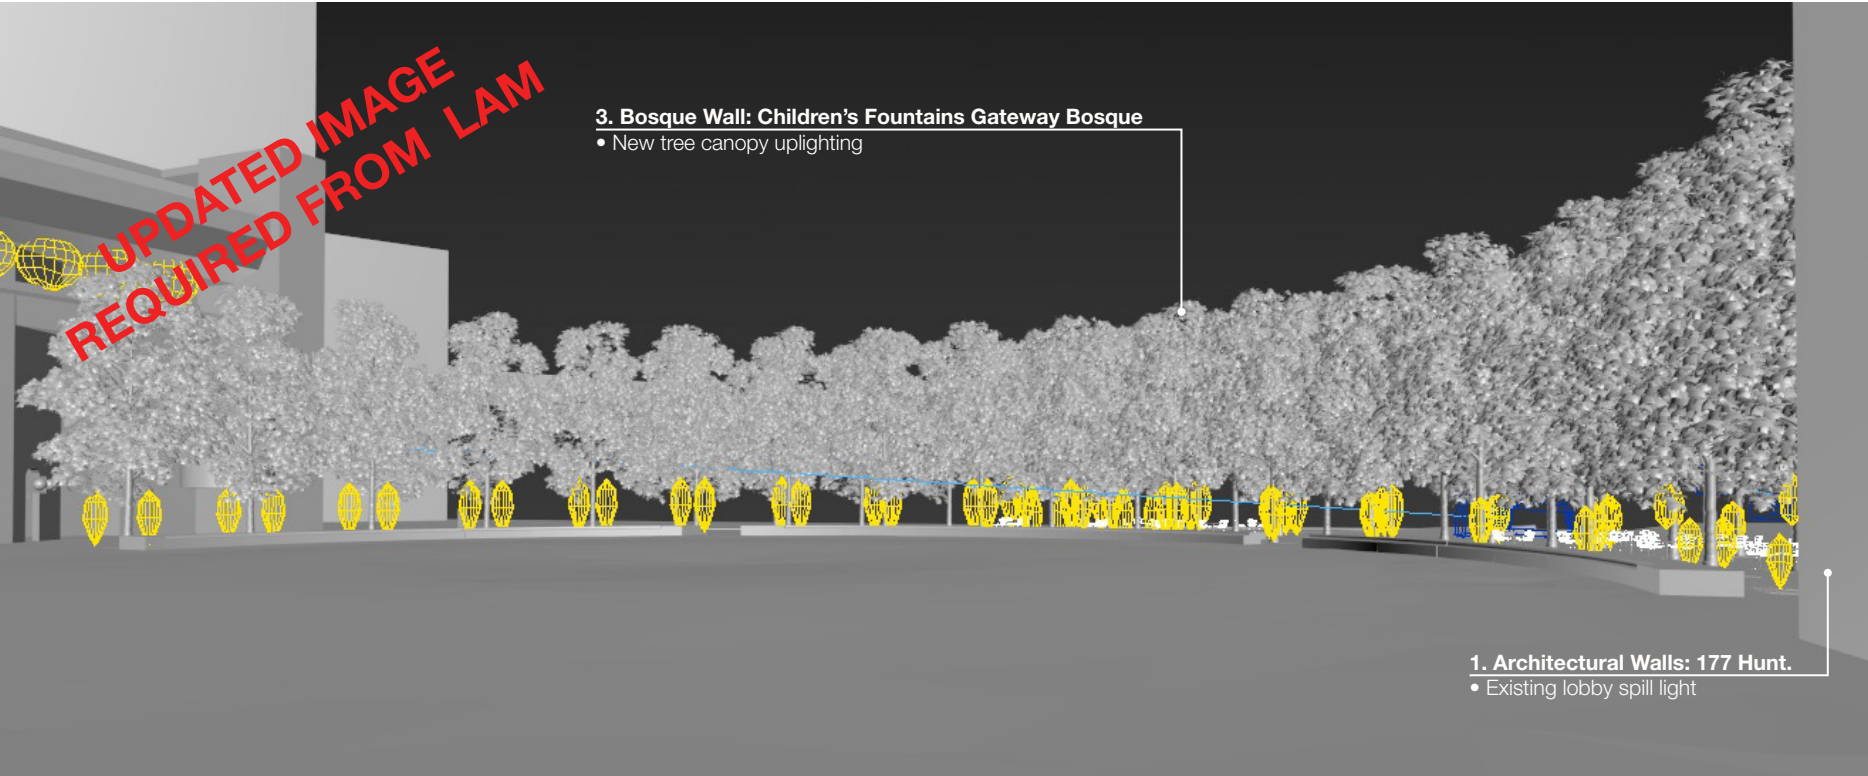 UPDATED IMAGE
REQUIRED FROM LAM
3. Bosque Wall: Children’s Fountains Gateway Bosque
• New tree canopy uplighting
1. Architectural Walls: 177 Hunt.
• Existing lobby spill light